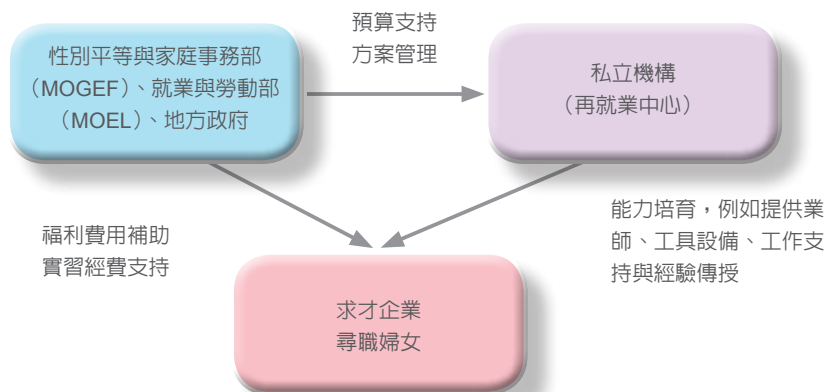 預算支持
方案管理
性別平等與家庭事務部
（MOGEF）、就業與勞動部
（MOEL）、地方政府
私立機構
（再就業中心）
福利費用補助
實習經費支持
能力培育，例如提供業
師、工具設備、工作支
持與經驗傳授
求才企業
尋職婦女